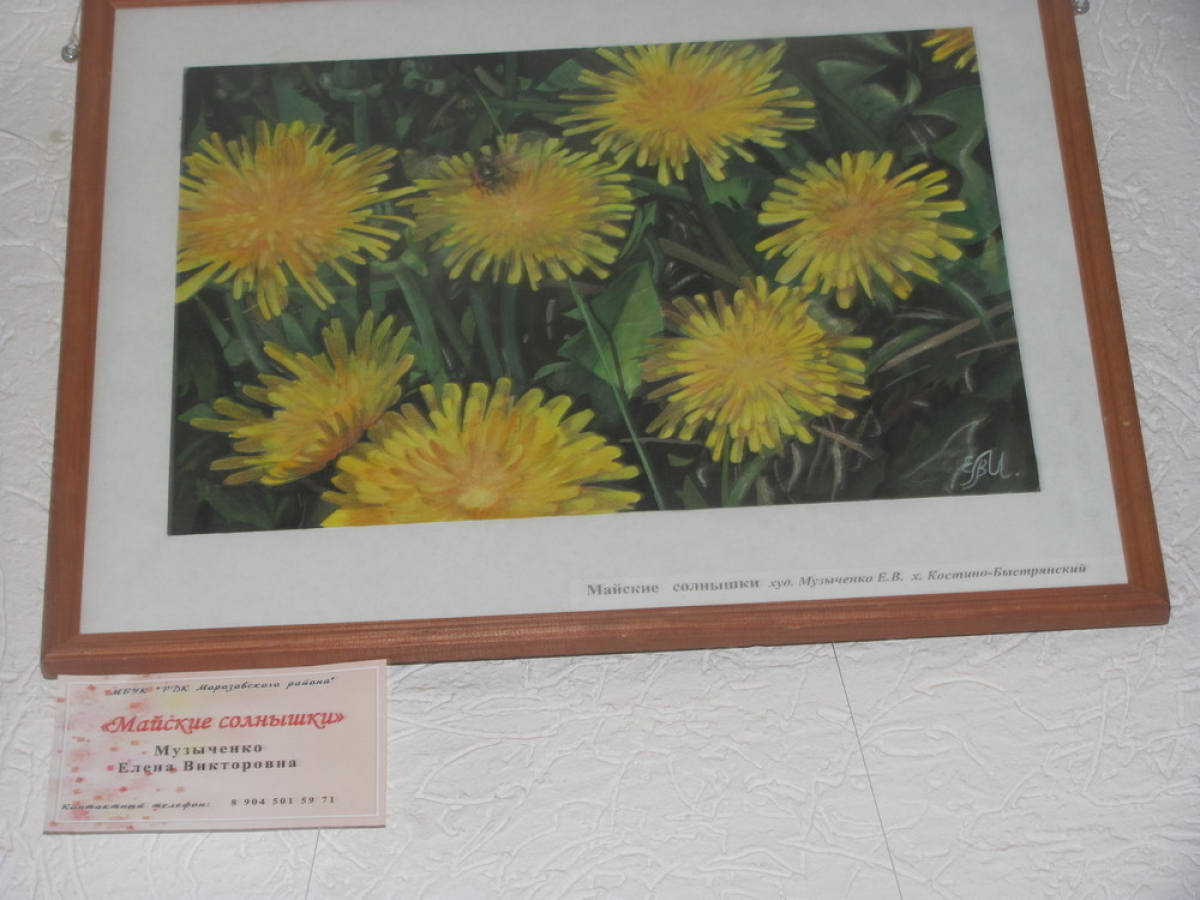 ЕВМ.
Майские солнышки худ. Музыченко Е.В. х. Костино-Быстрянский
МБУК "РДК Морозовского района"
«Майские солнышки»
Музыченко
Елена Викторовна
Контактный телефон: 8 904 501 59 71